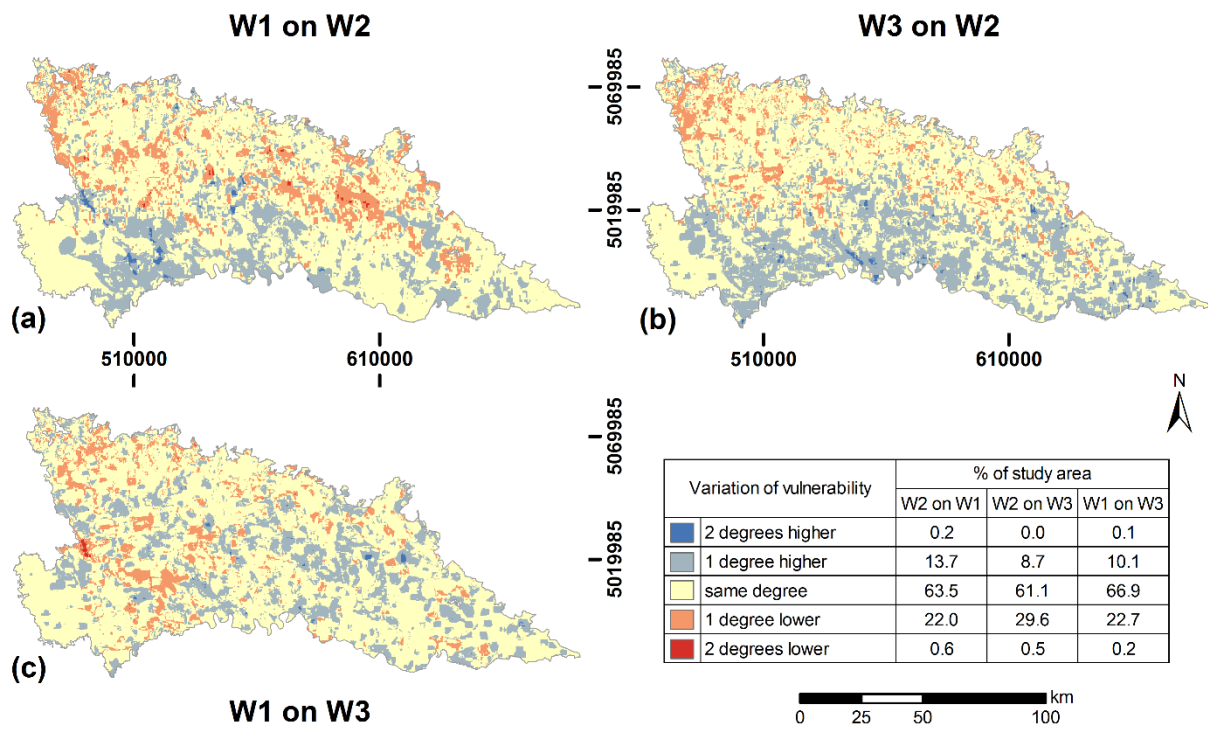 W1 on W2
W3 on W2
5069985
5069985
5019985
5019985
(a)
(b)
510000
610000
510000
610000
5069985
5019985
(c)
W1 on W3
N
Variation of vulnerability
% of study area
W2 on W1 W2 on W3 W1 on W3
2 degrees higher 0.2 0.0 0.1
1 degree higher 13.7 8.7 10.1
same degree 63.5 61.1 66.9
1 degree lower 22.0 29.6 22.7
2 degrees lower 0.6 0.5 0.2
km
0 25 50 100